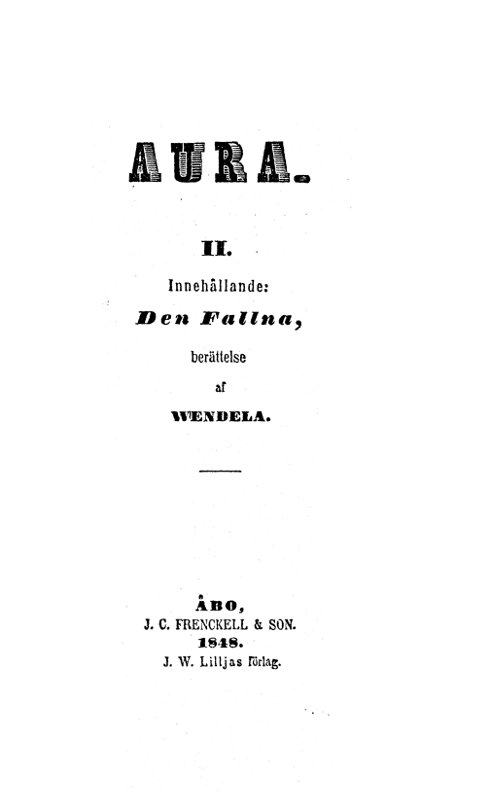 AURA.
II.
Innehållande:
Den Fallna,
berättelse
af
WENDELA.
ÅBO,
J. C. FRENCKELL & SON.
1848.
J. W. Lilljas förlag.